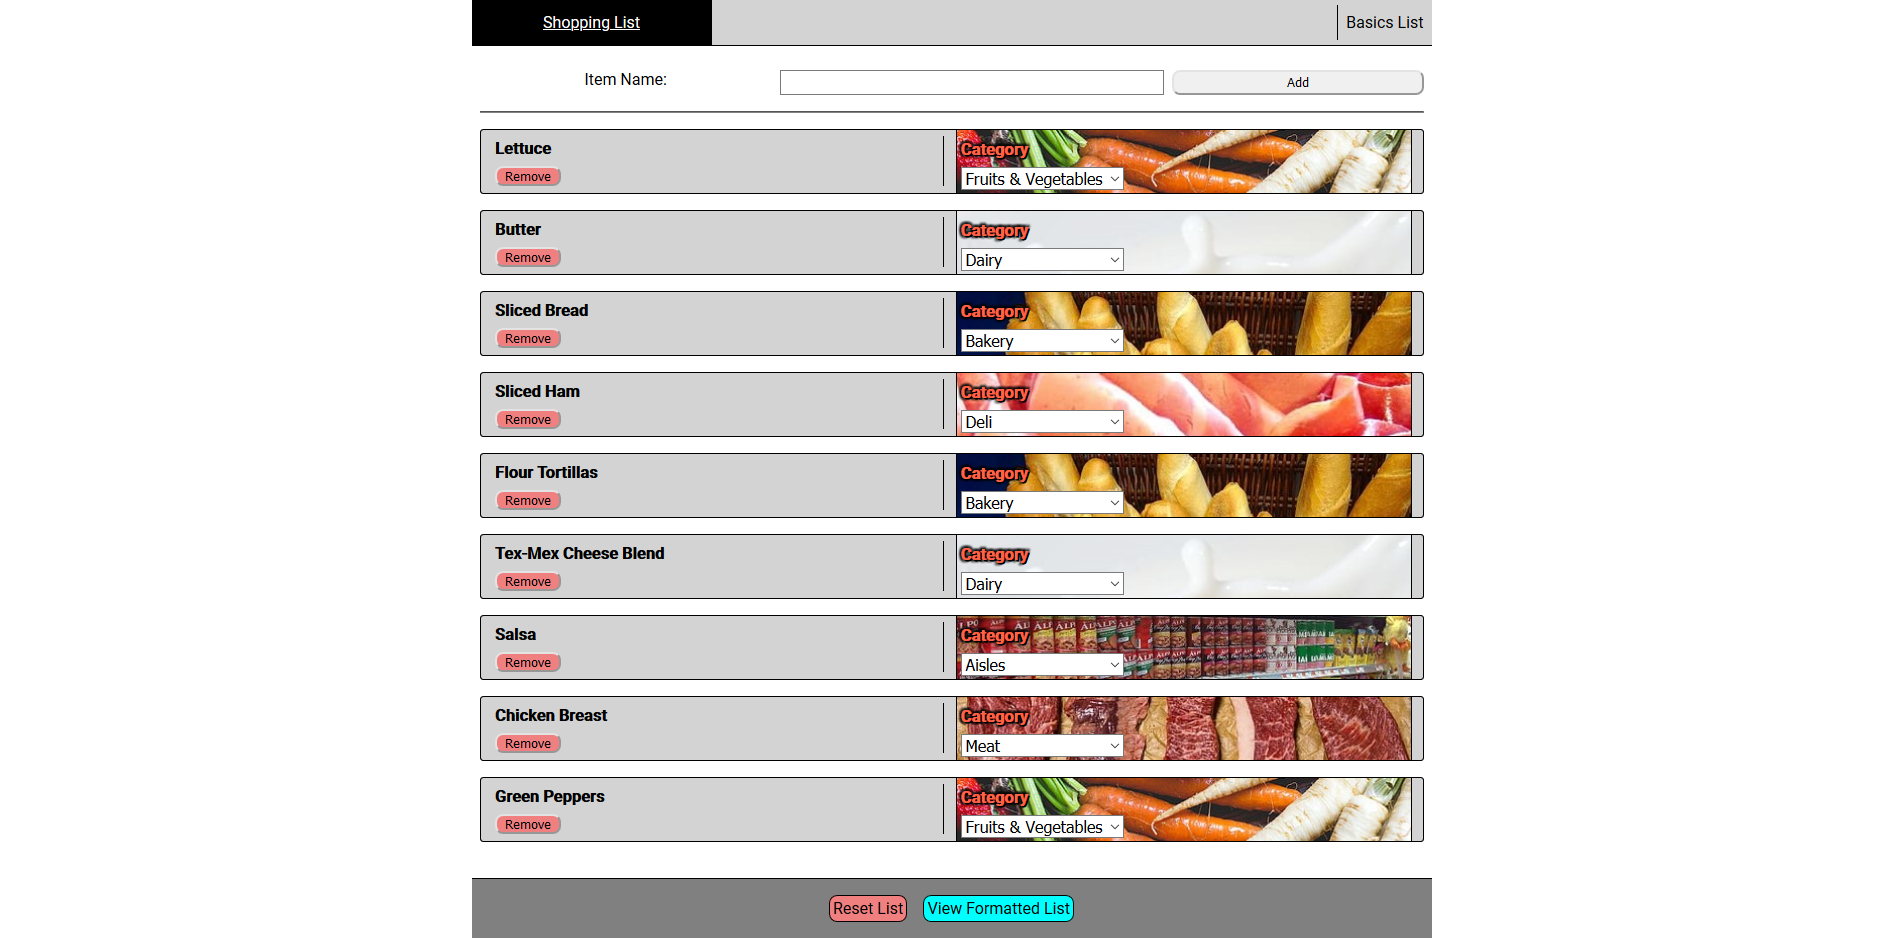 Shopping List
Basics List
Item Name:
Add
Lettuce
Category
Remove
Fruits & Vegetables
Butter
Category
Remove
Dairy
Sliced Bread
Category
Remove
Bakery
Sliced Ham
Category
Remove
Deli
Flour Tortillas
Category
Remove
Bakery
Tex-Mex Cheese Blend
Category
Remove
Dairy
Salsa
Category
Remove
Aisles
Chicken Breast
Category
Remove
Meat
Green Peppers
Category
Remove
Fruits & Vegetables
Reset List
View Formatted List